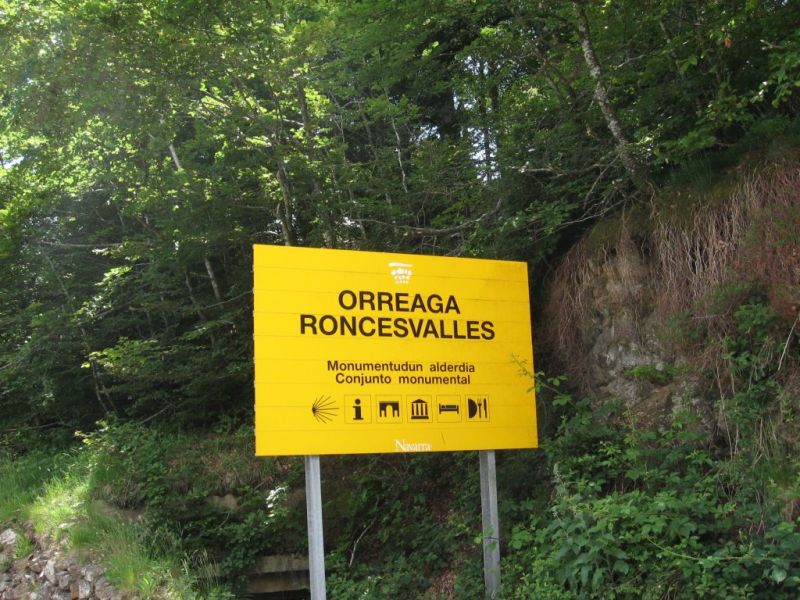 ORREAGA
RONCESVALLES
Monumentudun alderdia
Conjunto monumental
i
Navarra